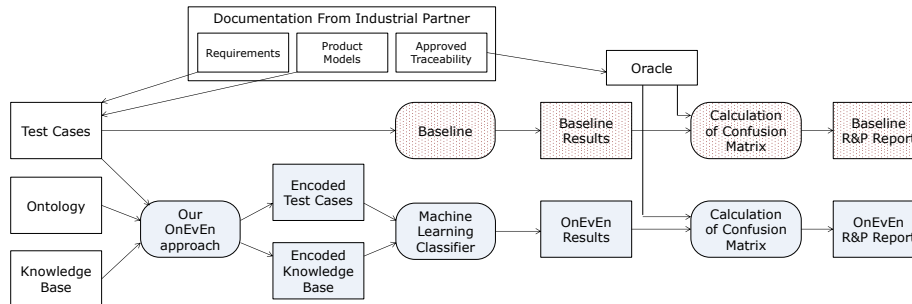 Documentation From Industrial Partner
Requirements
Product
Models
Approved
Traceability
Oracle
Test Cases
Baseline
Baseline
Results
Calculation
of Confusion
Matrix
Baseline
R&P Report
Ontology
Our
OnEvEn
approach
Encoded
Test Cases
Machine
Learning
Classifier
OnEvEn
Results
Calculation
of Confusion
Matrix
OnEvEn
R&P Report
Knowledge
Base
Encoded
Knowledge
Base